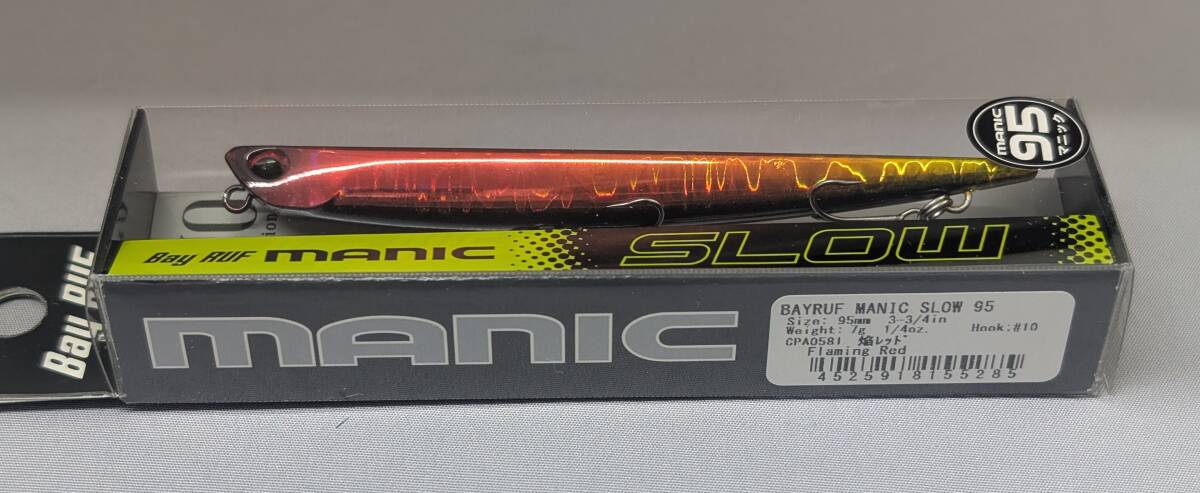 MANIC
95
マニック
Bay RUF MANIC SLOW
Bay RUF
MANIC
BAYRUF MANIC SLOW 95
Size: 95mm 3-3/4in
Weight: 7g 1/4oz. Hook:#10
CPA0581 焔ﾚｯﾄﾞ
Flaming Red
4525918155285